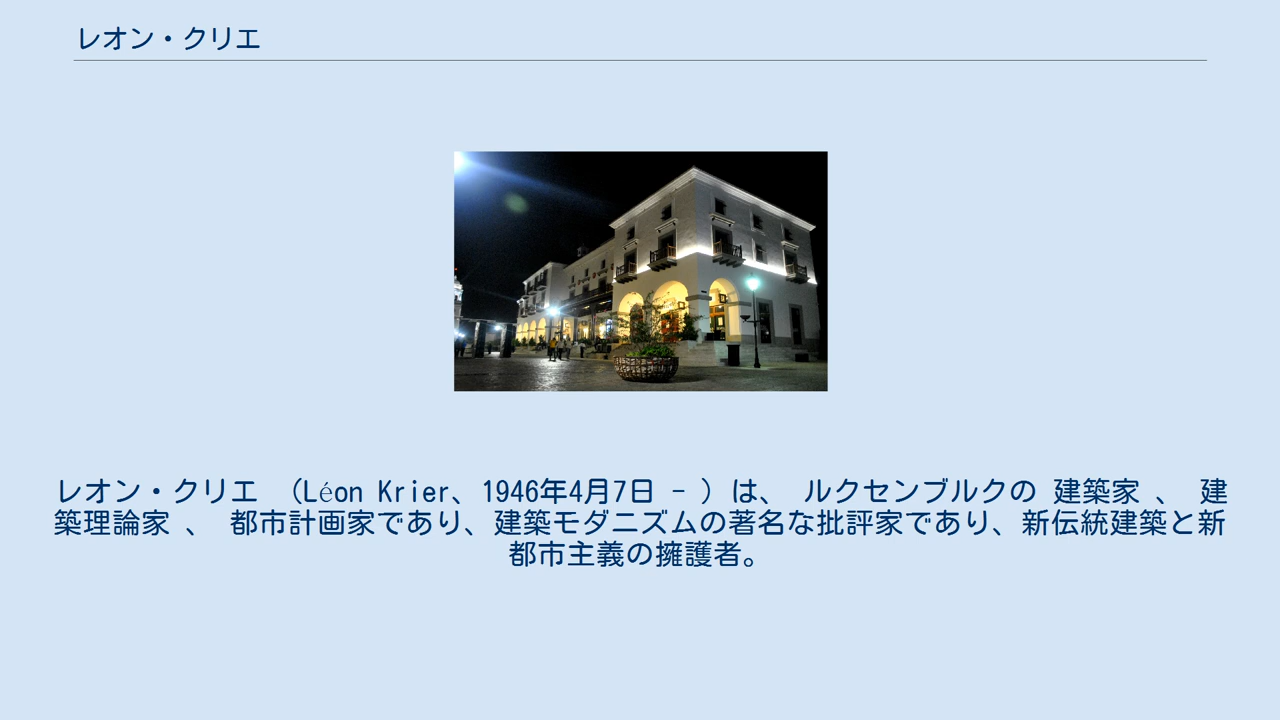 レオン・クリエ
レオン・クリエ （Léon Krier、1946年4月7日 - ）は、 ルクセンブルクの 建築家 、 建
築理論家 、 都市計画家であり、建築モダニズムの著名な批評家であり、新伝統建築と新
都市主義の擁護者。